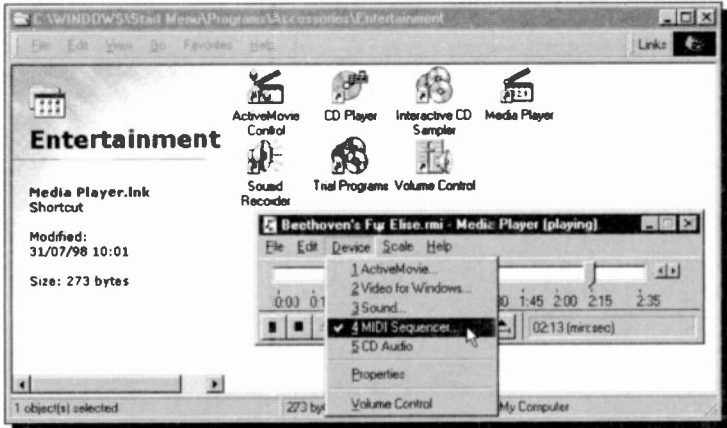 C:\WINDOWS\Start Menu\Programs\Accessories\Entertainment
File Edit View Go Favorites Help
Links
Entertainment
Media Player.lnk
Shortcut
Modified:
31/07/98 10:01
Size: 273 bytes
ActiveMovie Control
CD Player
Interactive CD Sampler
Media Player
Sound Recorder
Trial Programs
Volume Control
Beethoven's Fur Elise.rmi - Media Player (playing)
File Edit Device Scale Help
1 ActiveMovie...
2 Video for Windows...
3 Sound...
4 MIDI Sequencer...
5 CD Audio
Properties
Volume Control
0:03 1:45 2:00 2:15 2:35
02:13 (min:sec)
1 object(s) selected
273 by
My Computer